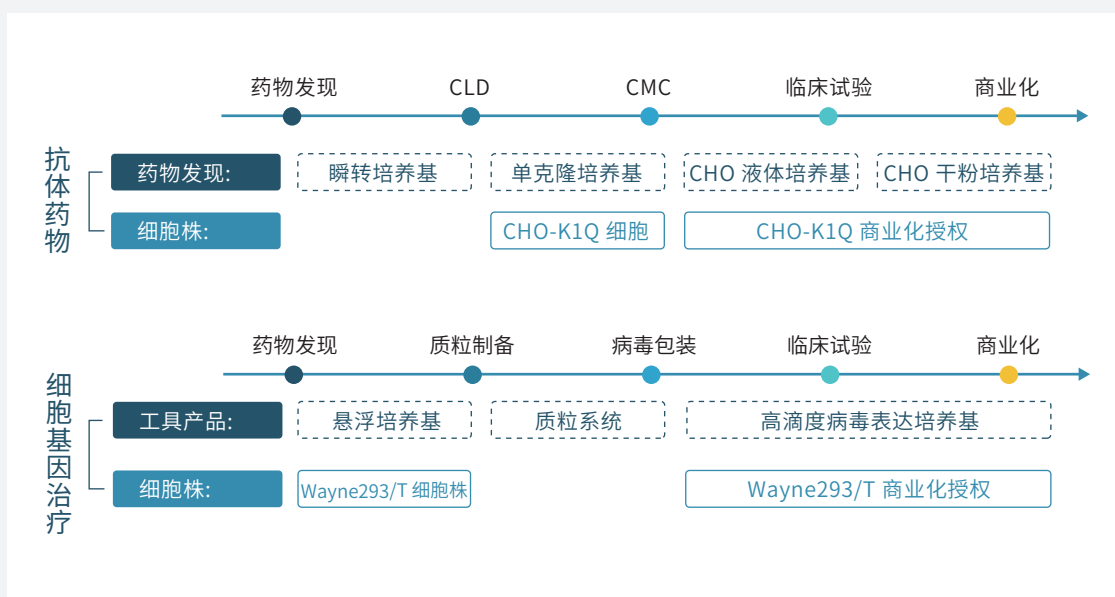 药物发现 CLD CMC 临床试验 商业化
抗体药物
药物发现: 瞬转培养基 单克隆培养基 CHO 液体培养基 CHO 干粉培养基
细胞株: CHO-K1Q 细胞 CHO-K1Q 商业化授权
药物发现 质粒制备 病毒包装 临床试验 商业化
细胞基因治疗
工具产品: 悬浮培养基 质粒系统 高滴度病毒表达培养基
细胞株: Wayne293/T 细胞株 Wayne293/T 商业化授权